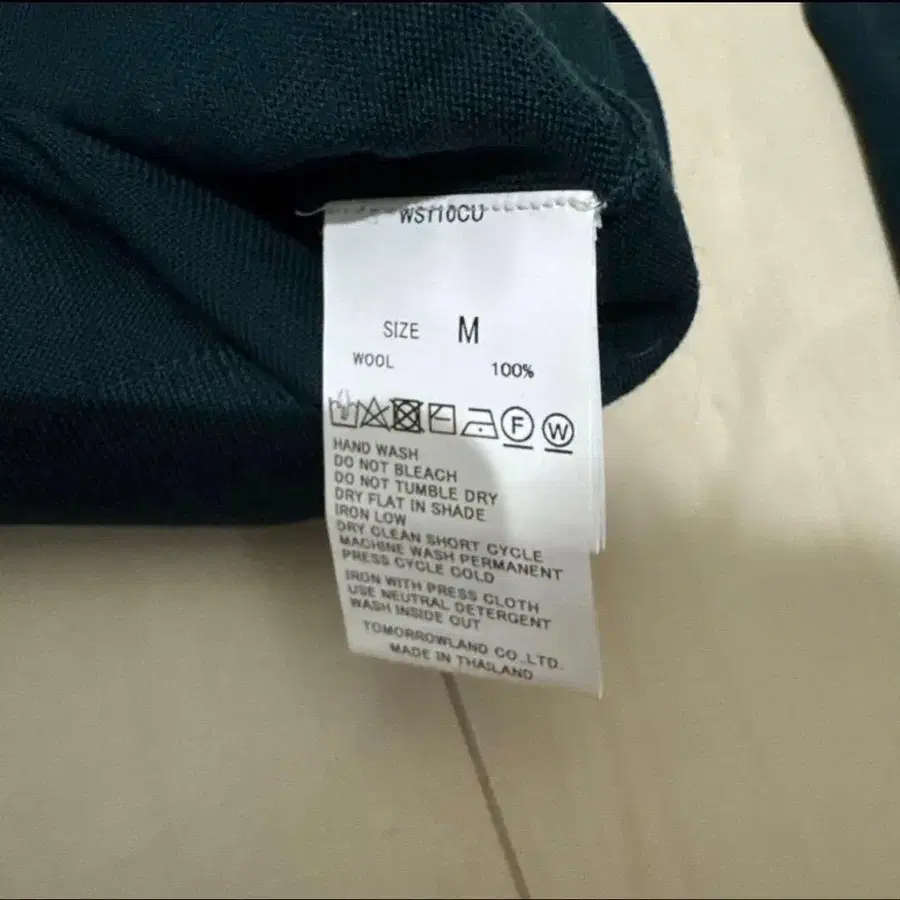 WS110CU
SIZE M
WOOL 100%
F W
HAND WASH
DO NOT BLEACH
DO NOT TUMBLE DRY
DRY FLAT IN SHADE
IRON LOW
DRY CLEAN SHORT CYCLE
MACHINE WASH PERMANENT
PRESS CYCLE COLD
IRON WITH PRESS CLOTH
USE NEUTRAL DETERGENT
WASH INSIDE OUT
TOMORROWLAND CO.,LTD.
MADE IN THAILAND